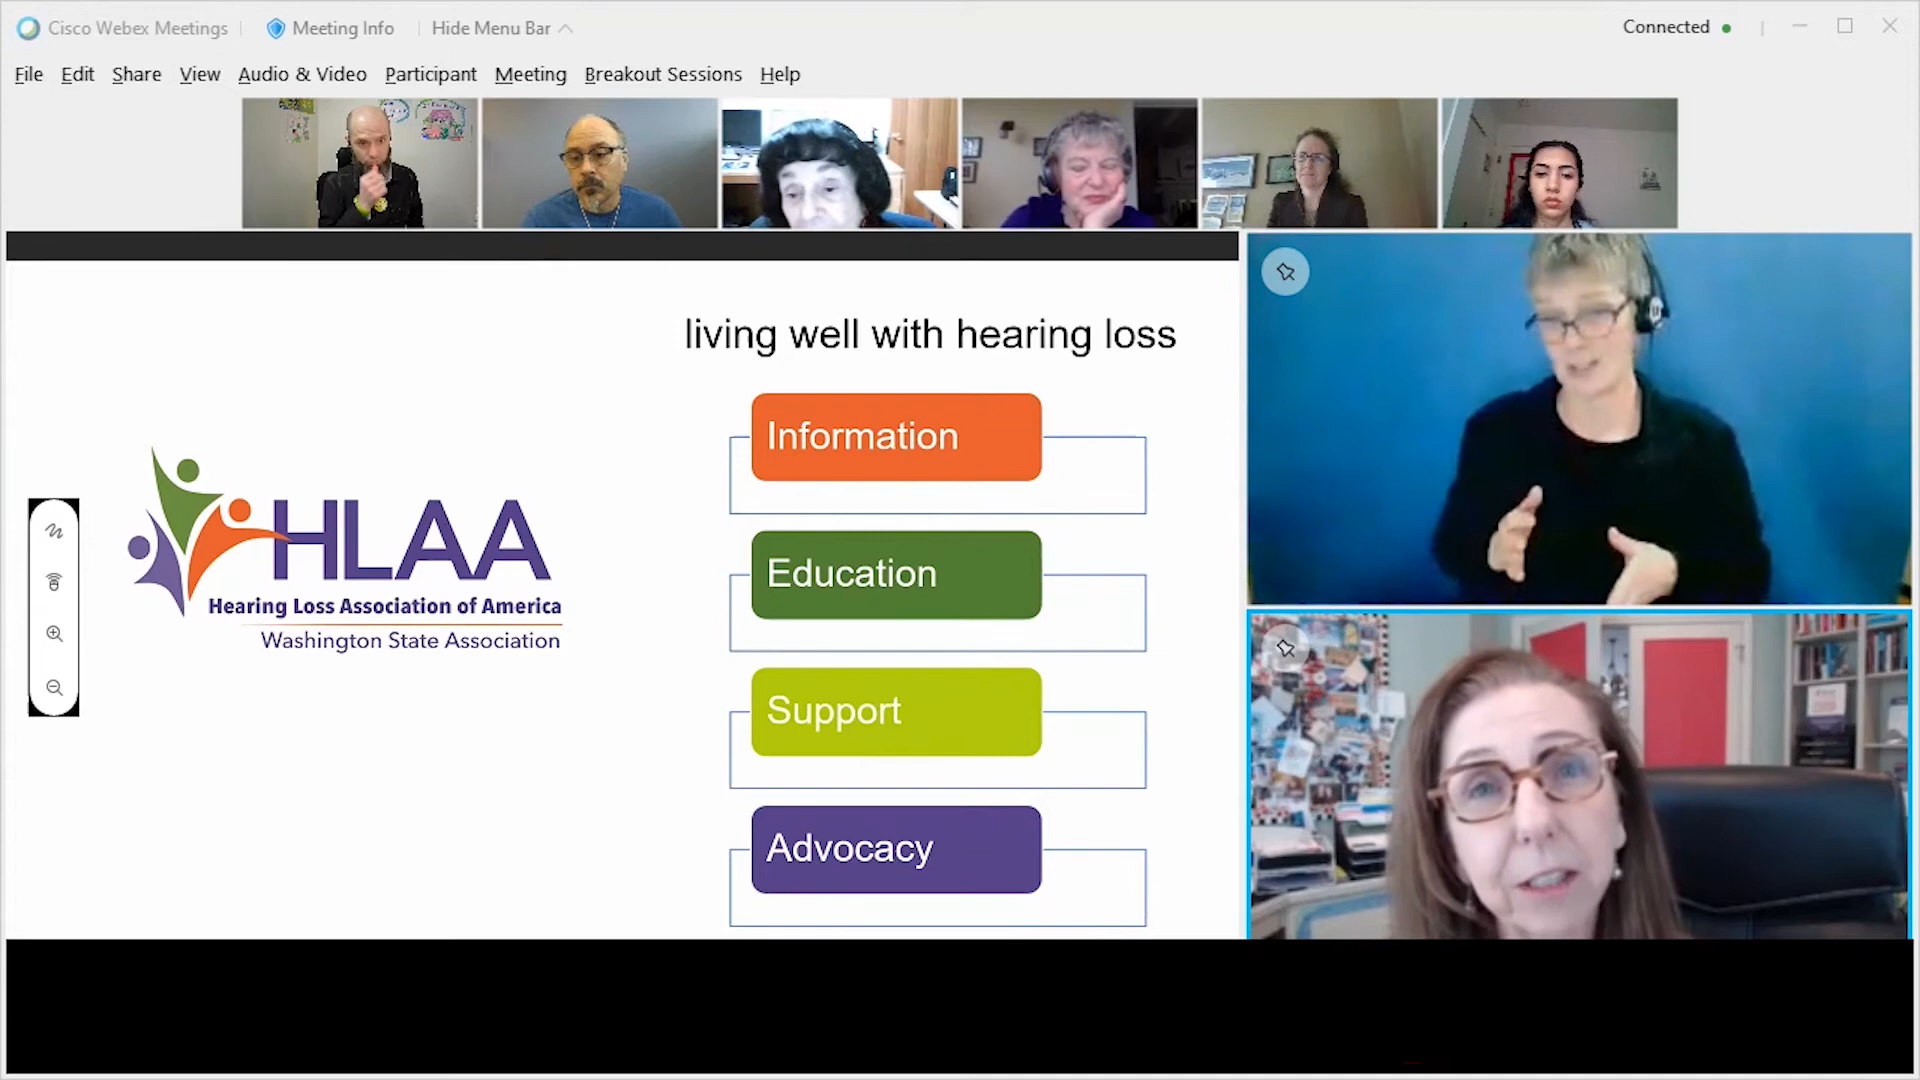 Cisco Webex Meetings
Meeting Info
Hide Menu Bar
Connected
File Edit Share View Audio & Video Participant Meeting Breakout Sessions Help
living well with hearing loss
Information
Education
Support
Advocacy
HLAA
Hearing Loss Association of America
Washington State Association